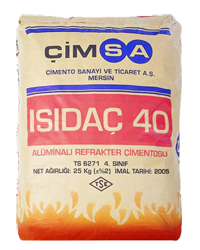 ÇİMSA
ÇİMENTO SANAYİ VE TİCARET A.Ş.
MERSİN
ISIDAÇ 40
ALÜMİNALI REFRAKTER ÇİMENTOSU
TS 6271 4. SINIF
NET AĞIRLIĞI: 25 Kg (±%2) İMAL TARİHİ: 2005
TSE